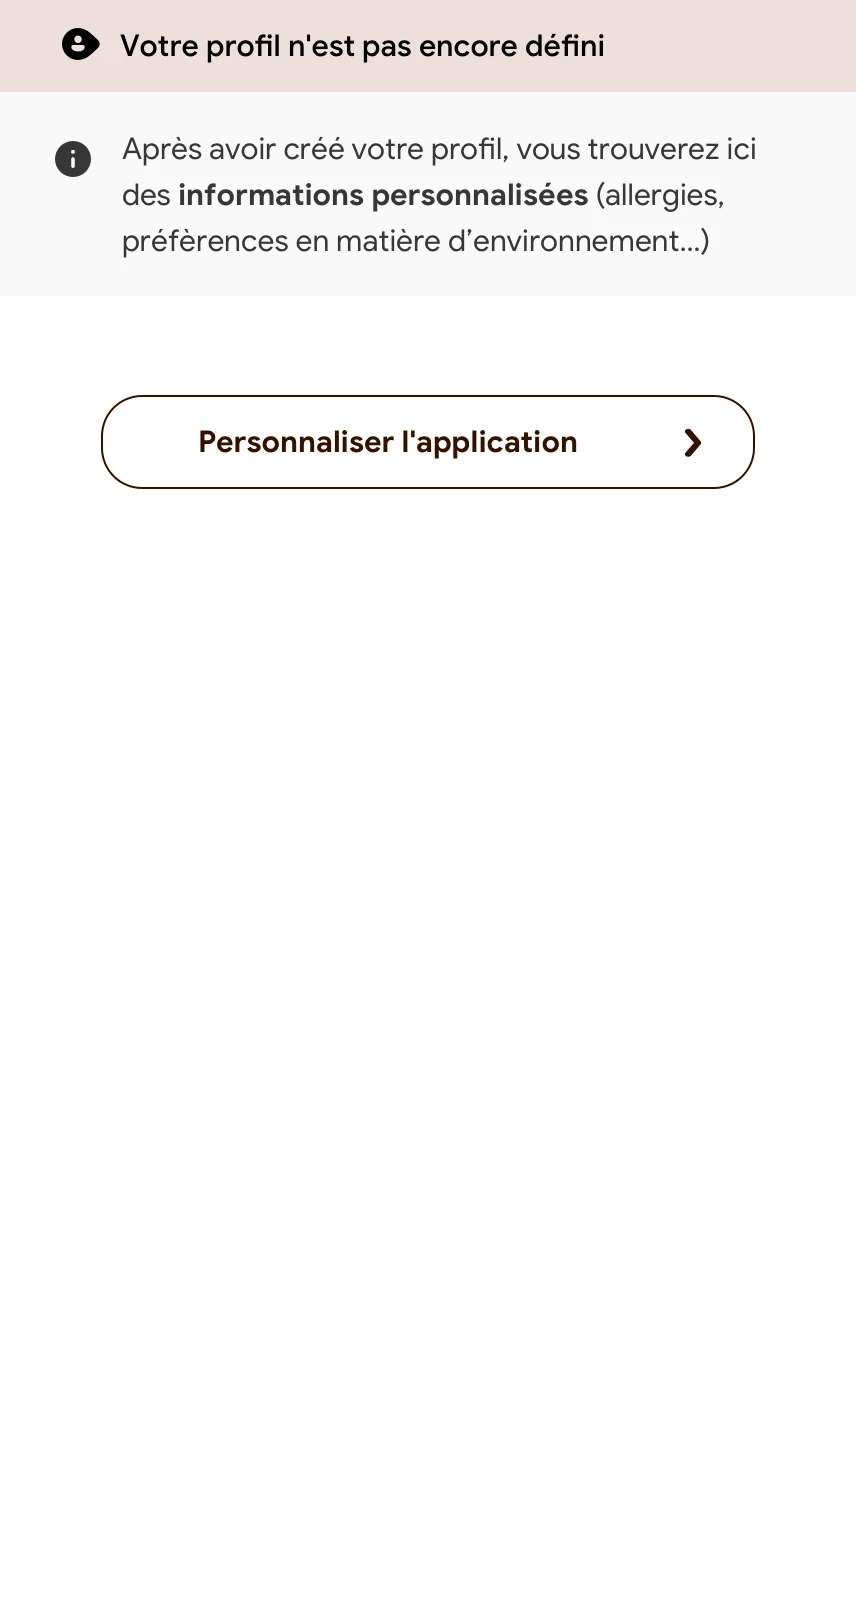 Votre profil n'est pas encore défini
Après avoir créé votre profil, vous trouverez ici
des informations personnalisées (allergies,
préfèrences en matière d’environnement...)
Personnaliser l'application